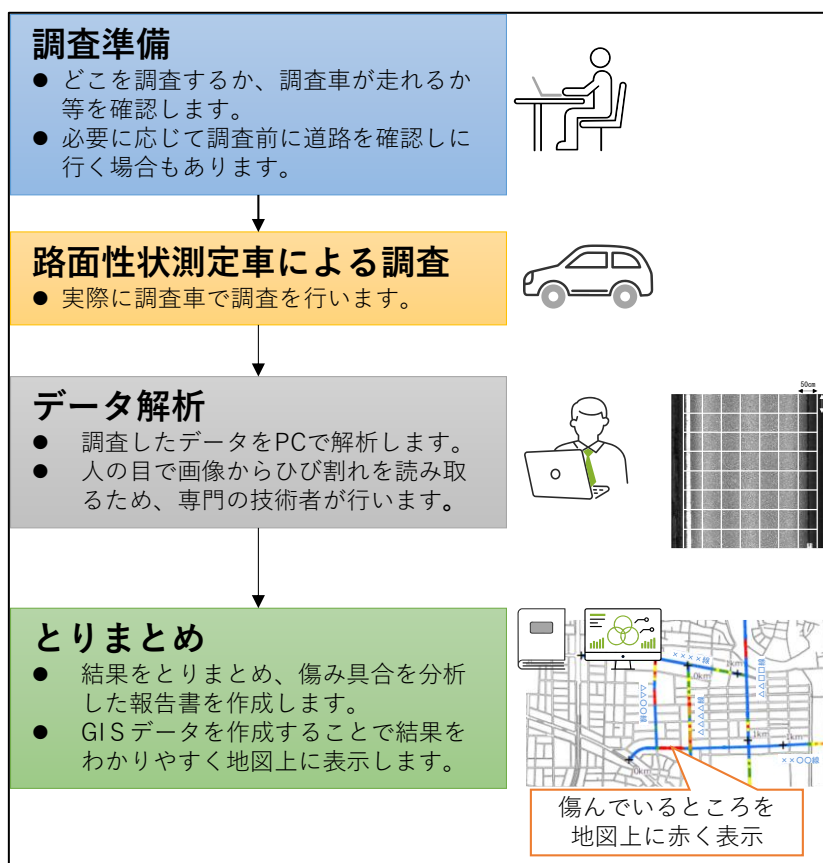 調査準備
● どこを調査するか、調査車が走れるか
等を確認します。
● 必要に応じて調査前に道路を確認しに
行く場合もあります。
路面性状測定車による調査
● 実際に調査車で調査を行います。
データ解析
● 調査したデータをPCで解析します。
● 人の目で画像からひび割れを読み取
るため、専門の技術者が行います。
50cm
とりまとめ
● 結果をとりまとめ、傷み具合を分析
した報告書を作成します。
● GISデータを作成することで結果を
わかりやすく地図上に表示します。
××××線
1km
0km
△△□□線
△△○○線
△△△△線
1km
1km
0km
××○○線
傷んでいるところを
地図上に赤く表示